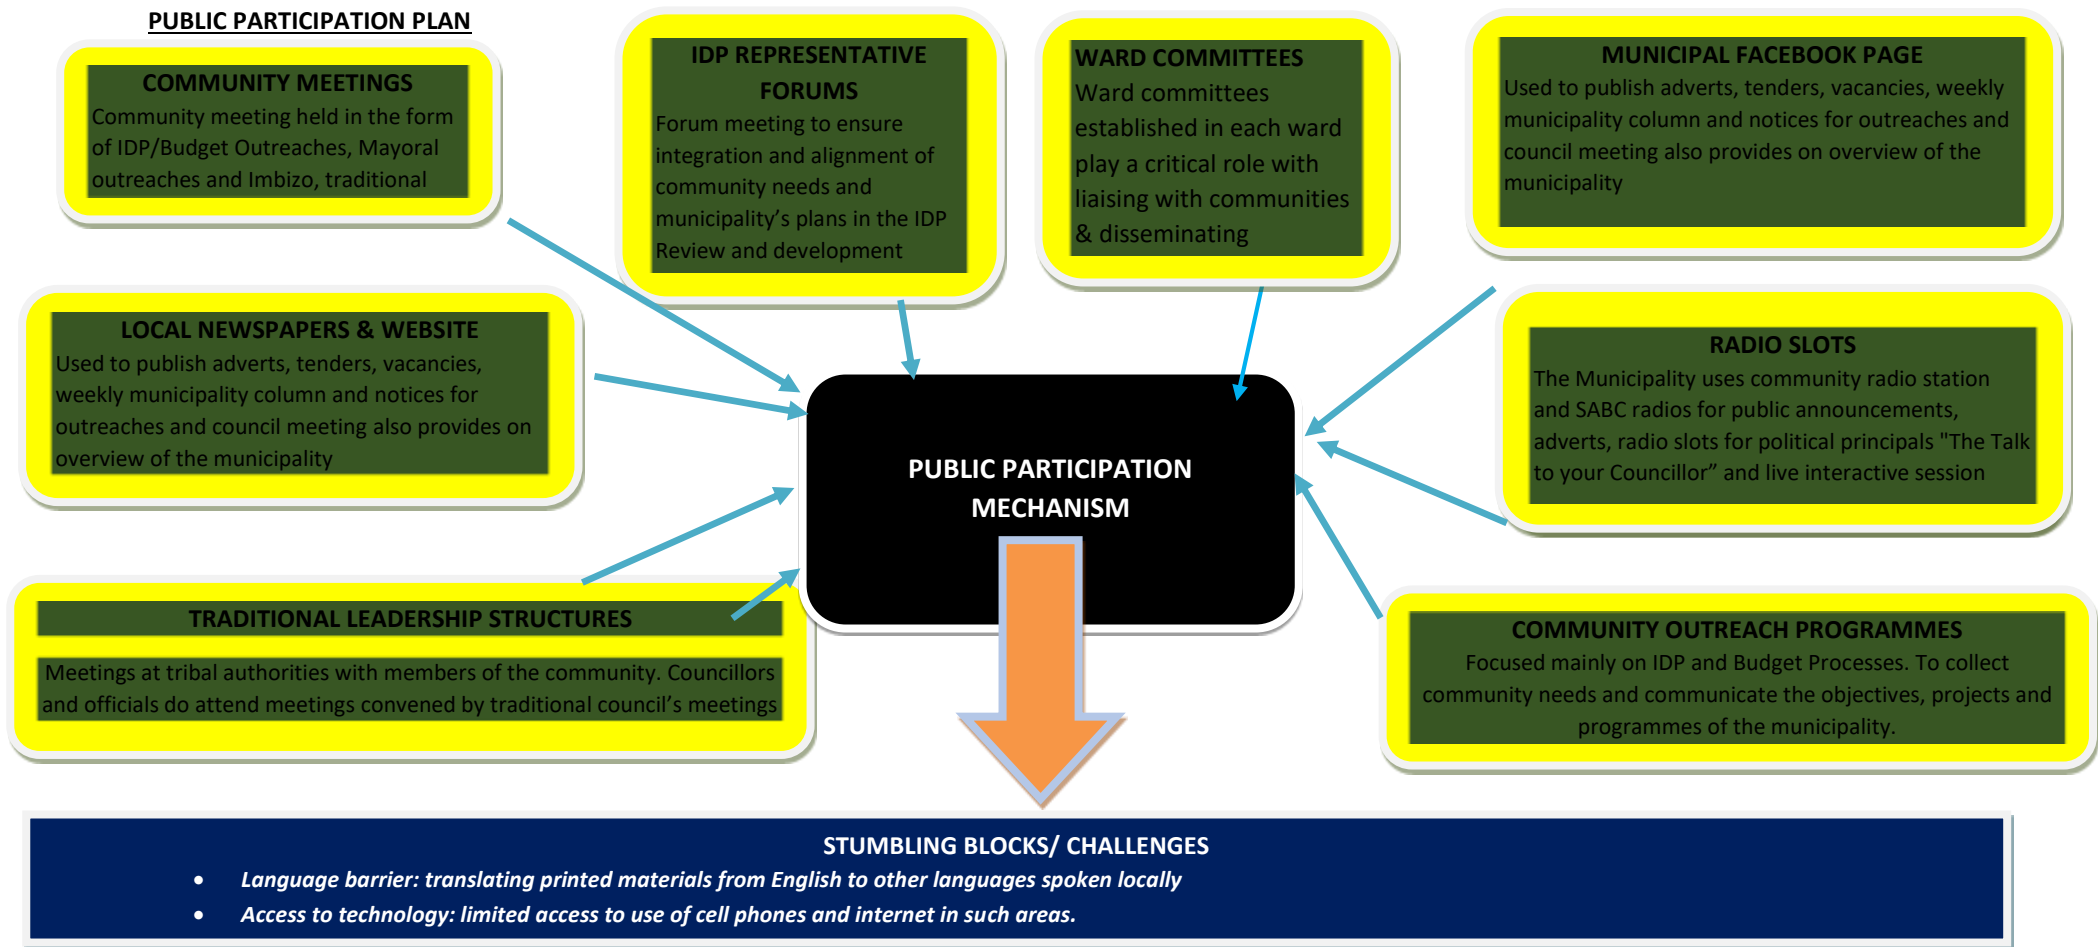 PUBLIC PARTICIPATION PLAN
COMMUNITY MEETINGS
Community meeting held in the form
of IDP/Budget Outreaches, Mayoral
outreaches and Imbizo, traditional
IDP REPRESENTATIVE
FORUMS
Forum meeting to ensure
integration and alignment of
community needs and
municipality’s plans in the IDP
Review and development
WARD COMMITTEES
Ward committees
established in each ward
play a critical role with
liaising with communities
& disseminating
MUNICIPAL FACEBOOK PAGE
Used to publish adverts, tenders, vacancies, weekly
municipality column and notices for outreaches and
council meeting also provides on overview of the
municipality
LOCAL NEWSPAPERS & WEBSITE
Used to publish adverts, tenders, vacancies,
weekly municipality column and notices for
outreaches and council meeting also provides on
overview of the municipality
RADIO SLOTS
The Municipality uses community radio station
and SABC radios for public announcements,
adverts, radio slots for political principals "The Talk
to your Councillor” and live interactive session
PUBLIC PARTICIPATION
MECHANISM
TRADITIONAL LEADERSHIP STRUCTURES
Meetings at tribal authorities with members of the community. Councillors
and officials do attend meetings convened by traditional council’s meetings
COMMUNITY OUTREACH PROGRAMMES
Focused mainly on IDP and Budget Processes. To collect
community needs and communicate the objectives, projects and
programmes of the municipality.
STUMBLING BLOCKS/ CHALLENGES
• Language barrier: translating printed materials from English to other languages spoken locally
• Access to technology: limited access to use of cell phones and internet in such areas.